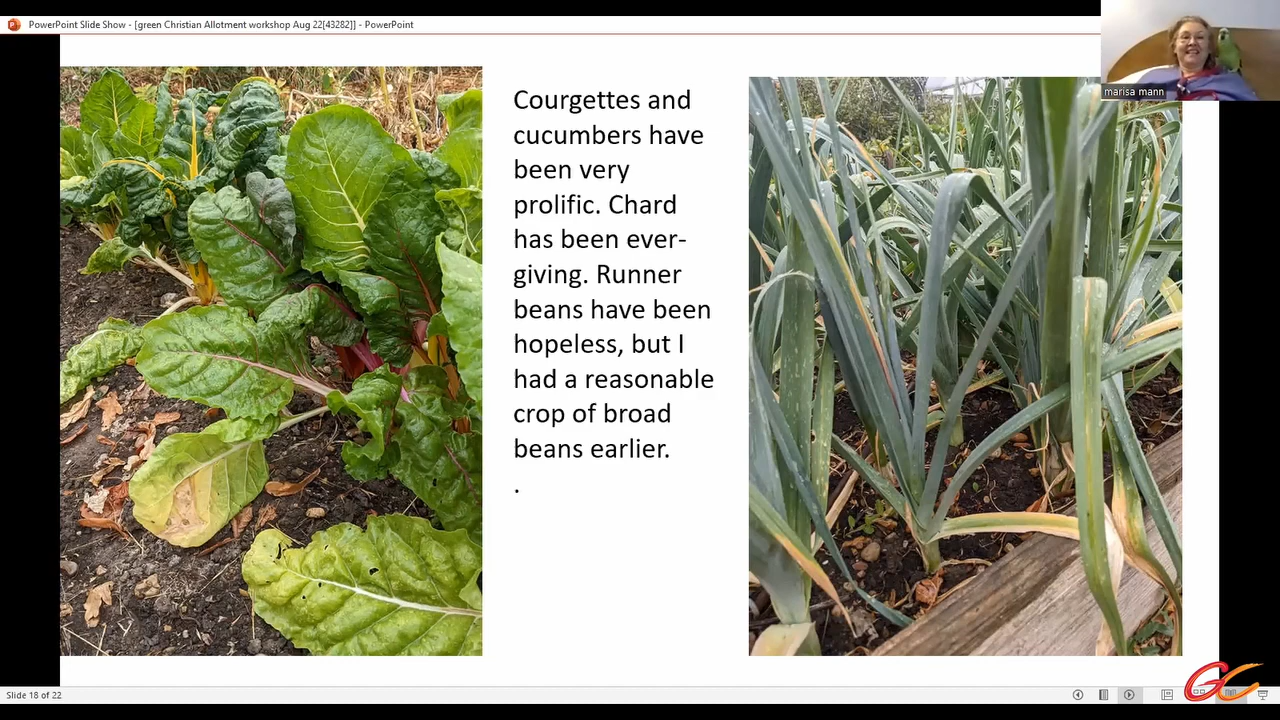 PowerPoint Slide Show - [green Christian Allotment workshop Aug 22[43282]] - PowerPoint
marisa mann
Courgettes and
cucumbers have
been very
prolific. Chard
has been ever-
giving. Runner
beans have been
hopeless, but I
had a reasonable
crop of broad
beans earlier.
.
Slide 18 of 22
GC